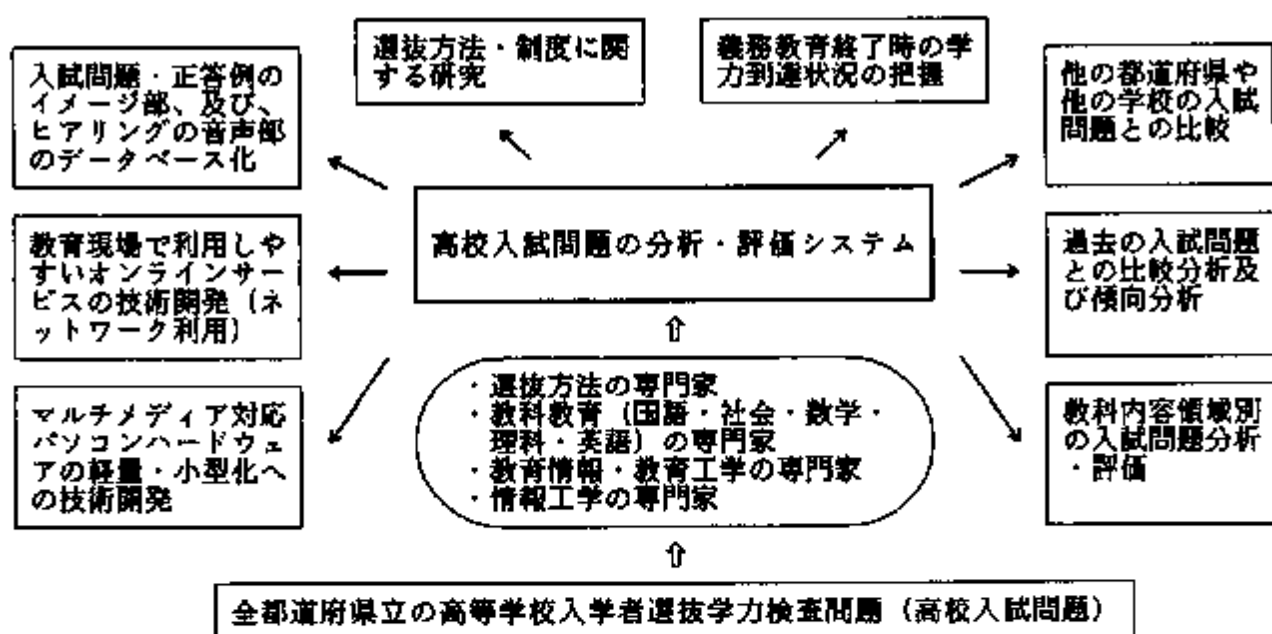 選抜方法・制度に関
する研究
義務教育終了時の学
力到達状況の把握
入試問題・正答例の
イメージ部、及び、
ヒアリングの音声部
のデータベース化
他の都道府県や
他の学校の入試
問題との比較
高校入試問題の分析・評価システム
教育現場で利用しや
すいオンラインサー
ビスの技術開発（ネ
ットワーク利用）
過去の入試問題
との比較分析及
び傾向分析
マルチメディア対応
パソコンハードウェ
アの軽量・小型化へ
の技術開発
・選抜方法の専門家
・教科教育（国語・社会・数学・
理科・英語）の専門家
・教育情報・教育工学の専門家
・情報工学の専門家
教科内容領域別
の入試問題分析
・評価
全都道府県立の高等学校入学者選抜学力検査問題（高校入試問題）